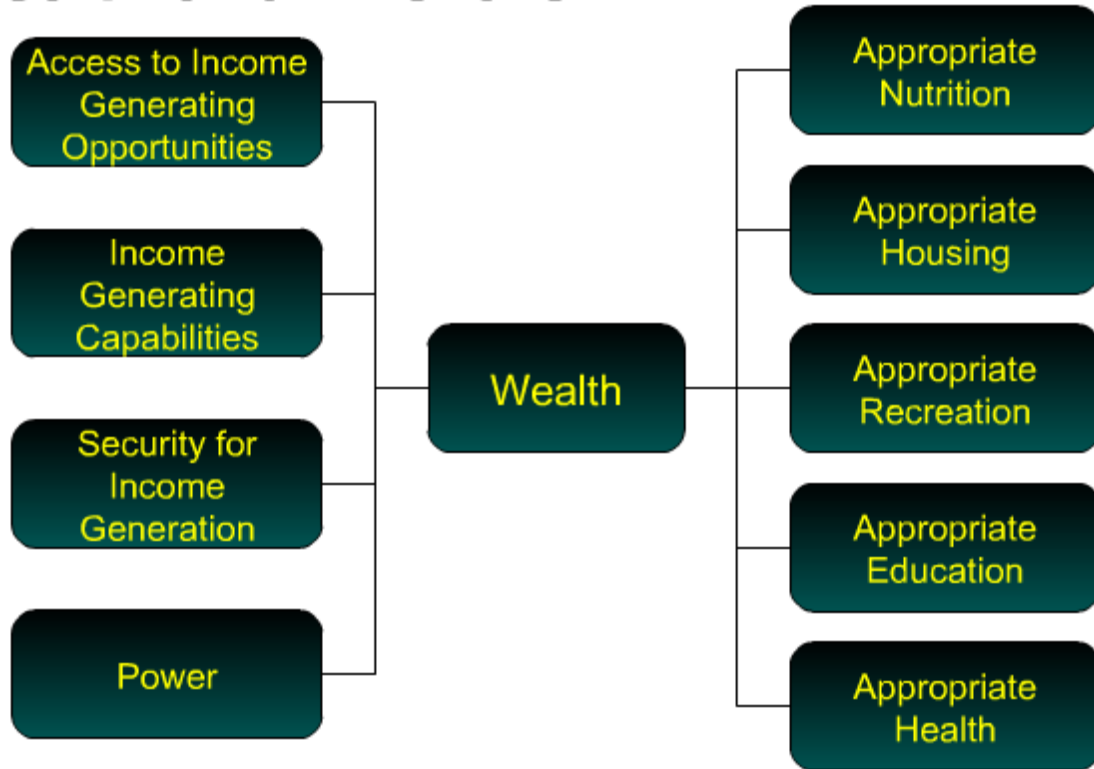 Access to Income
Generating
Opportunities
Income
Generating
Capabilities
Security for
Income
Generation
Power
Wealth
Appropriate
Nutrition
Appropriate
Housing
Appropriate
Recreation
Appropriate
Education
Appropriate
Health